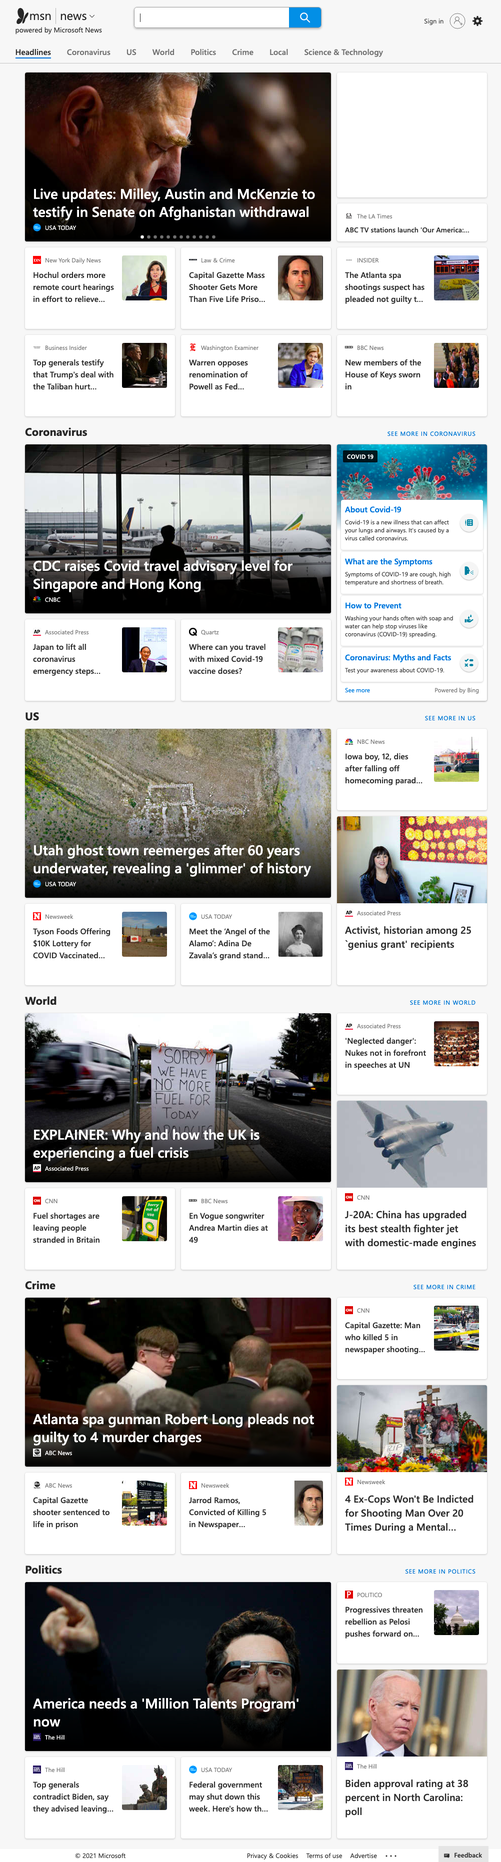 msn news
powered by Microsoft News
Sign in
Headlines Coronavirus US World Politics Crime Local Science & Technology
Live updates: Milley, Austin and McKenzie to
testify in Senate on Afghanistan withdrawal
USA TODAY
The LA Times
ABC TV stations launch 'Our America:...
New York Daily News
Hochul orders more
remote court hearings
in effort to relieve...
Law & Crime
Capital Gazette Mass
Shooter Gets More
Than Five Life Priso...
INSIDER
The Atlanta spa
shootings suspect has
pleaded not guilty t...
Business Insider
Top generals testify
that Trump's deal with
the Taliban hurt...
Washington Examiner
Warren opposes
renomination of
Powell as Fed...
BBC News
New members of the
House of Keys sworn
in
Coronavirus
SEE MORE IN CORONAVIRUS
CDC raises Covid travel advisory level for
Singapore and Hong Kong
CNBC
COVID 19
About Covid-19
Covid-19 is a new illness that can affect
your lungs and airways. It's caused by a
virus called coronavirus.
What are the Symptoms
Symptoms of COVID-19 are cough, high
temperature and shortness of breath.
How to Prevent
Washing your hands often with soap and
water can help stop viruses like
coronavirus (COVID-19) spreading.
Coronavirus: Myths and Facts
Test your awareness about COVID-19.
See more
Powered by Bing
AP Associated Press
Japan to lift all
coronavirus
emergency steps...
Quartz
Where can you travel
with mixed Covid-19
vaccine doses?
US
SEE MORE IN US
Utah ghost town reemerges after 60 years
underwater, revealing a 'glimmer' of history
USA TODAY
NBC News
Iowa boy, 12, dies
after falling off
homecoming parad...
AP Associated Press
Activist, historian among 25
`genius grant' recipients
Newsweek
Tyson Foods Offering
$10K Lottery for
COVID Vaccinated...
USA TODAY
Meet the 'Angel of the
Alamo': Adina De
Zavala's grand stand...
World
SEE MORE IN WORLD
SORRY
WE HAVE
NO MORE
FUEL FOR
TODAY
EXPLAINER: Why and how the UK is
experiencing a fuel crisis
AP Associated Press
AP Associated Press
'Neglected danger':
Nukes not in forefront
in speeches at UN
CNN
J-20A: China has upgraded
its best stealth fighter jet
with domestic-made engines
CNN
Fuel shortages are
leaving people
stranded in Britain
BBC News
En Vogue songwriter
Andrea Martin dies at
49
Crime
SEE MORE IN CRIME
Atlanta spa gunman Robert Long pleads not
guilty to 4 murder charges
ABC News
CNN
Capital Gazette: Man
who killed 5 in
newspaper shooting...
Newsweek
4 Ex-Cops Won't Be Indicted
for Shooting Man Over 20
Times During a Mental...
ABC News
Capital Gazette
shooter sentenced to
life in prison
Newsweek
Jarrod Ramos,
Convicted of Killing 5
in Newspaper...
Politics
SEE MORE IN POLITICS
America needs a 'Million Talents Program'
now
The Hill
POLITICO
Progressives threaten
rebellion as Pelosi
pushes forward on...
The Hill
Biden approval rating at 38
percent in North Carolina:
poll
The Hill
Top generals
contradict Biden, say
they advised leaving...
USA TODAY
Federal government
may shut down this
week. Here's how th...
© 2021 Microsoft Privacy & Cookies Terms of use Advertise ... Feedback